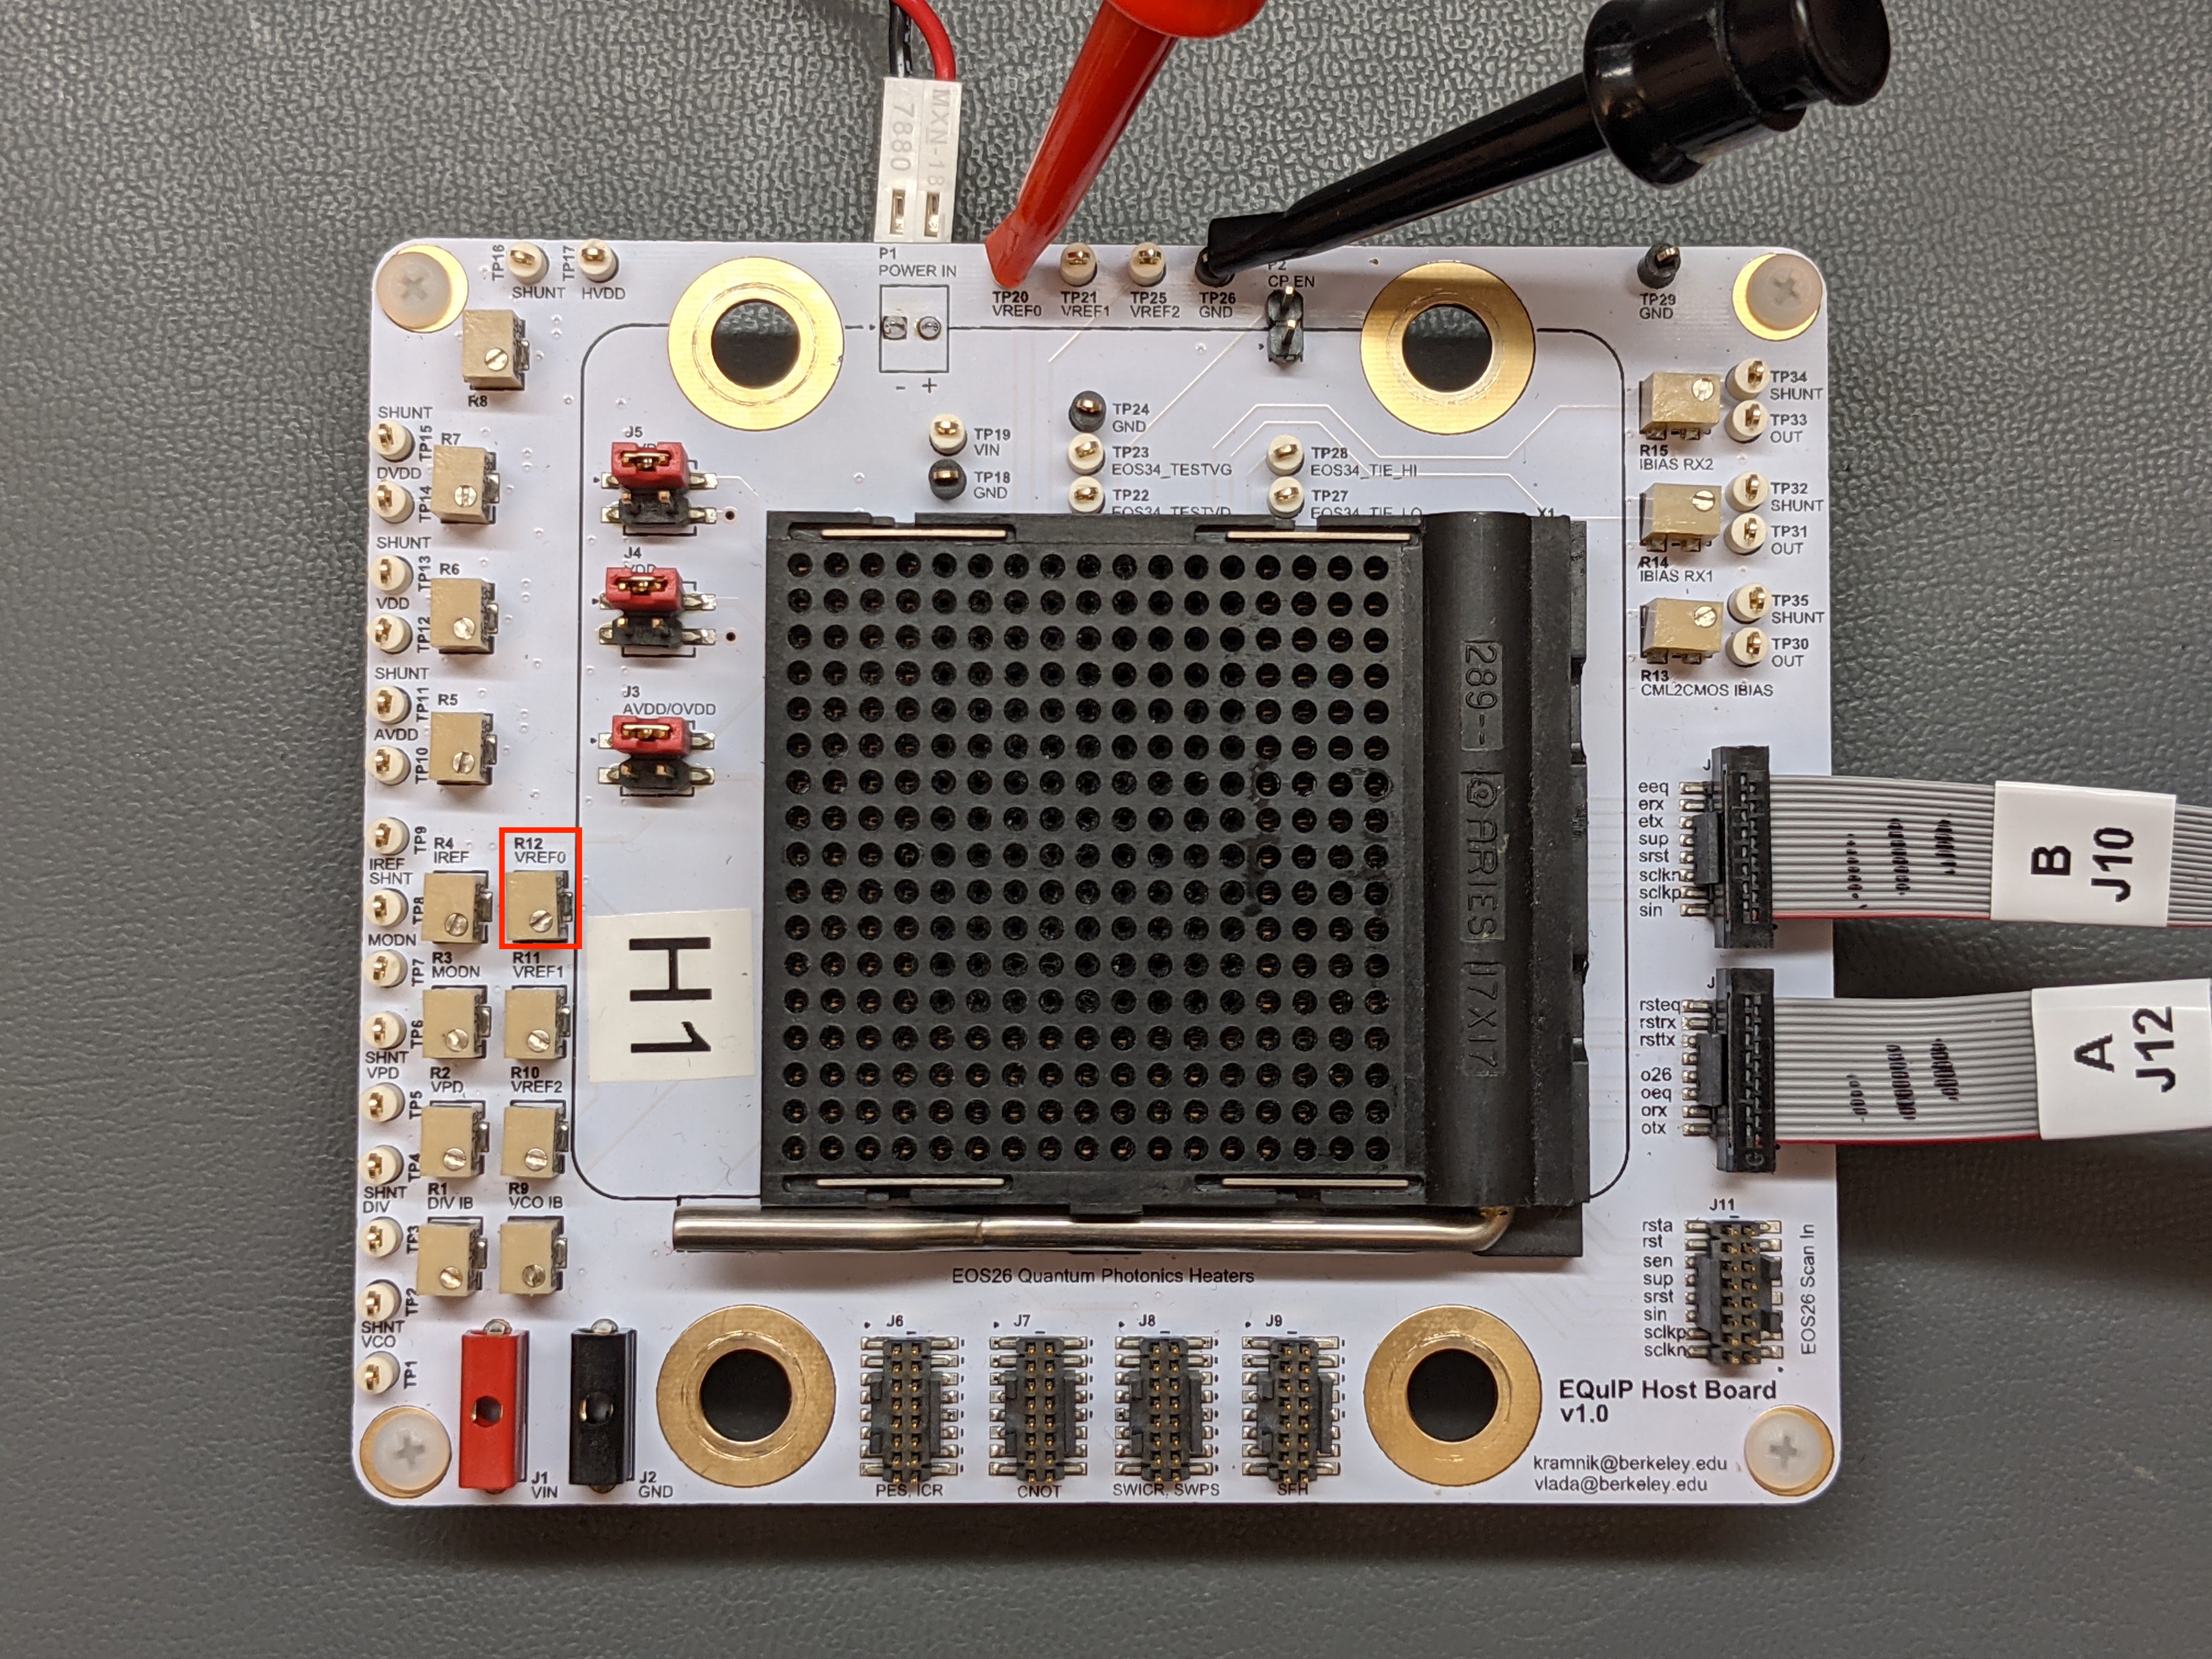 MXN-18
7880
TP16
SHUNT
TP17
HVDD
P1
POWER IN
TP20
VREF0
TP21
VREF1
TP25
VREF2
TP26
GND
P2
CP EN
TP29
GND
- +
R8
SHUNT
TP15
R7
DVDD
TP14
J5
TP19
VIN
TP18
GND
TP24
GND
TP23
EOS34_TESTVG
TP22
EOS34_TESTVD
TP28
EOS34_TIE_HI
TP27
EOS34_TIE_LO
X1
TP34
SHUNT
TP33
OUT
R15
IBIAS RX2
TP32
SHUNT
TP31
OUT
R14
IBIAS RX1
TP35
SHUNT
TP30
OUT
R13
CML2CMOS IBIAS
SHUNT
TP13
R6
VDD
TP12
J4
SHUNT
TP11
R5
AVDD
TP10
J3
AVDD/OVDD
289--
@ ARIES
17X17
TP9
IREF
SHNT
R4
IREF
R12
VREF0
TP8
MODN
TP7
R3
MODN
R11
VREF1
H1
TP6
SHNT
VPD
R2
VPD
R10
VREF2
TP5
TP4
SHNT
DIV
R1
DIV IB
R9
VCO IB
TP3
TP2
SHNT
VCO
TP1
eeq
erx
etx
sup
srst
sclkn
sclkp
sin
B
J10
rsteq
rstrx
rsttx
o26
oeq
orx
otx
A
J12
J11
rsta
rst
sen
sup
srst
sin
sclkp
sclkn
EOS26 Scan In
EOS26 Quantum Photonics Heaters
J1
VIN
J2
GND
J6
PES, ICR
J7
CNOT
J8
SWICR, SWPS
J9
SFH
EQuIP Host Board
v1.0
kramnik@berkeley.edu
vlada@berkeley.edu